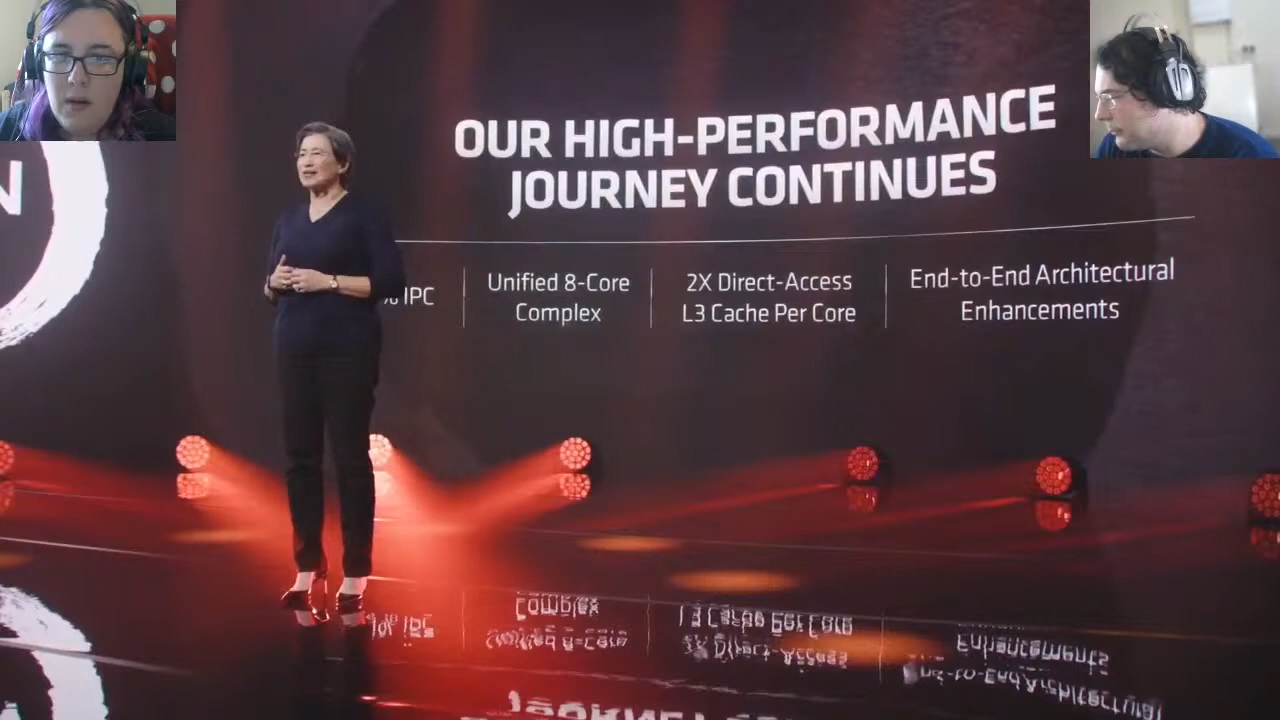 N
OUR HIGH-PERFORMANCE
JOURNEY CONTINUES
% IPC
Unified 8-Core
Complex
2X Direct-Access
L3 Cache Per Core
End-to-End Architectural
Enhancements